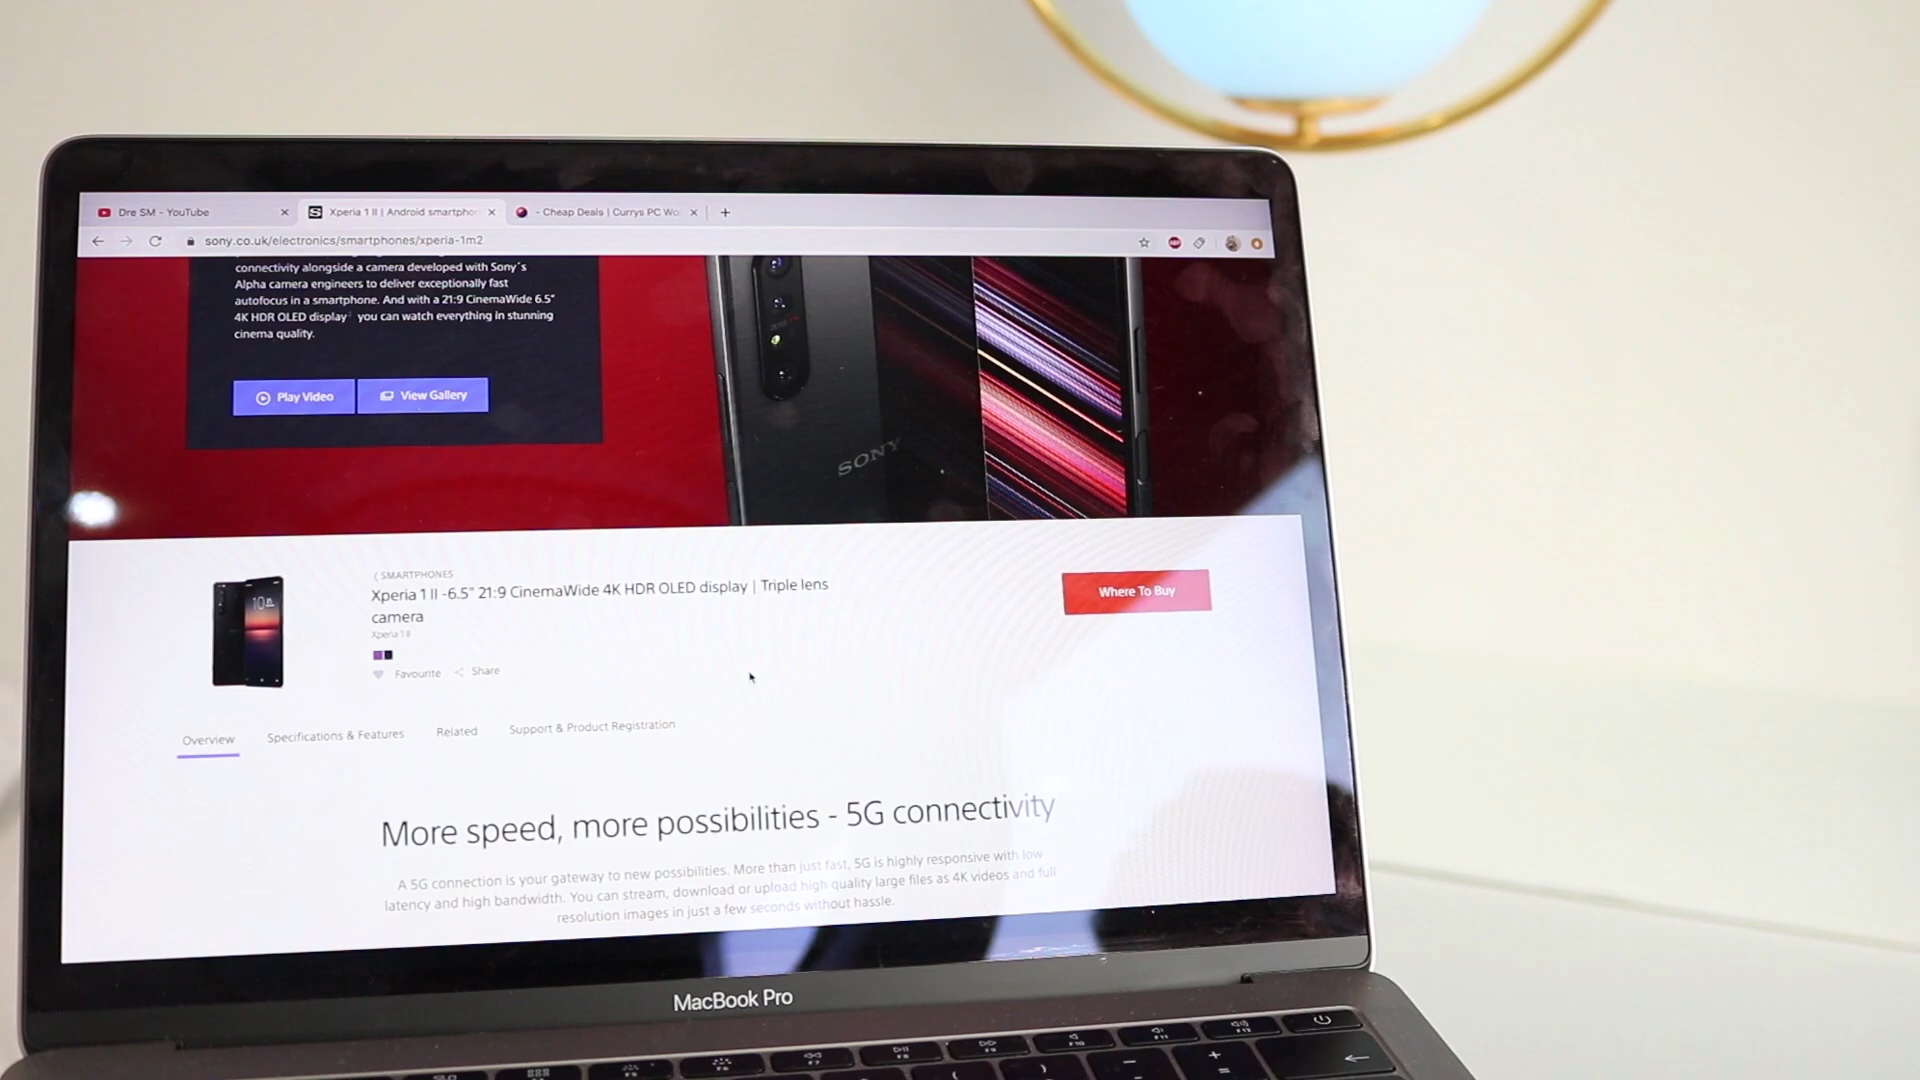 Dre SM - YouTube
Xperia 1 II | Android smartphon
- Cheap Deals | Currys PC Wo
sony.co.uk/electronics/smartphones/xperia-1m2
ABP
connectivity alongside a camera developed with Sony's
Alpha camera engineers to deliver exceptionally fast
autofocus in a smartphone. And with a 21:9 CinemaWide 6.5"
4K HDR OLED display you can watch everything in stunning
cinema quality.
Play Video
View Gallery
SONY
SMARTPHONES
Xperia 1 II -6.5" 21:9 CinemaWide 4K HDR OLED display | Triple lens
camera
Xperia 1 II
Favourite
Share
Where To Buy
Overview
Specifications & Features
Related
Support & Product Registration
More speed, more possibilities - 5G connectivity
A 5G connection is your gateway to new possibilities. More than just fast, 5G is highly responsive with low
latency and high bandwidth. You can stream, download or upload high quality large files as 4K videos and full
resolution images in just a few seconds without hassle.
MacBook Pro
F7
F8
F9
F10
F11
F12